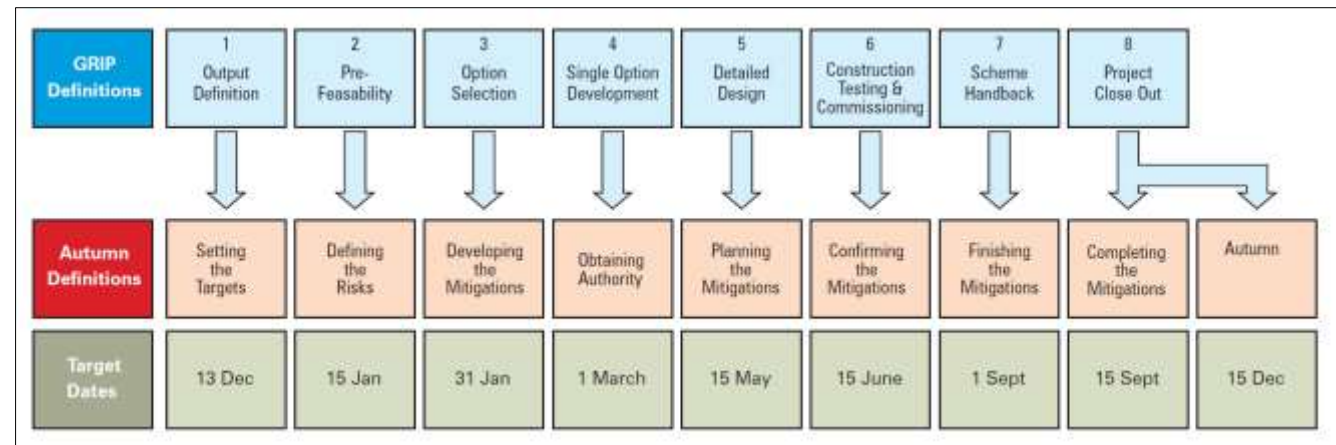 GRIP
Definitions
1
Output
Definition
2
Pre-
Feasability
3
Option
Selection
4
Single Option
Development
5
Detailed
Design
6
Construction
Testing &
Commissioning
7
Scheme
Handback
8
Project
Close Out
Autumn
Definitions
Setting
the
Targets
Defining
the
Risks
Developing
the
Mitigations
Obtaining
Authority
Planning
the
Mitigations
Confirming
the
Mitigations
Finishing
the
Mitigations
Completing
the
Mitigations
Autumn
Target
Dates
13 Dec
15 Jan
31 Jan
1 March
15 May
15 June
1 Sept
15 Sept
15 Dec